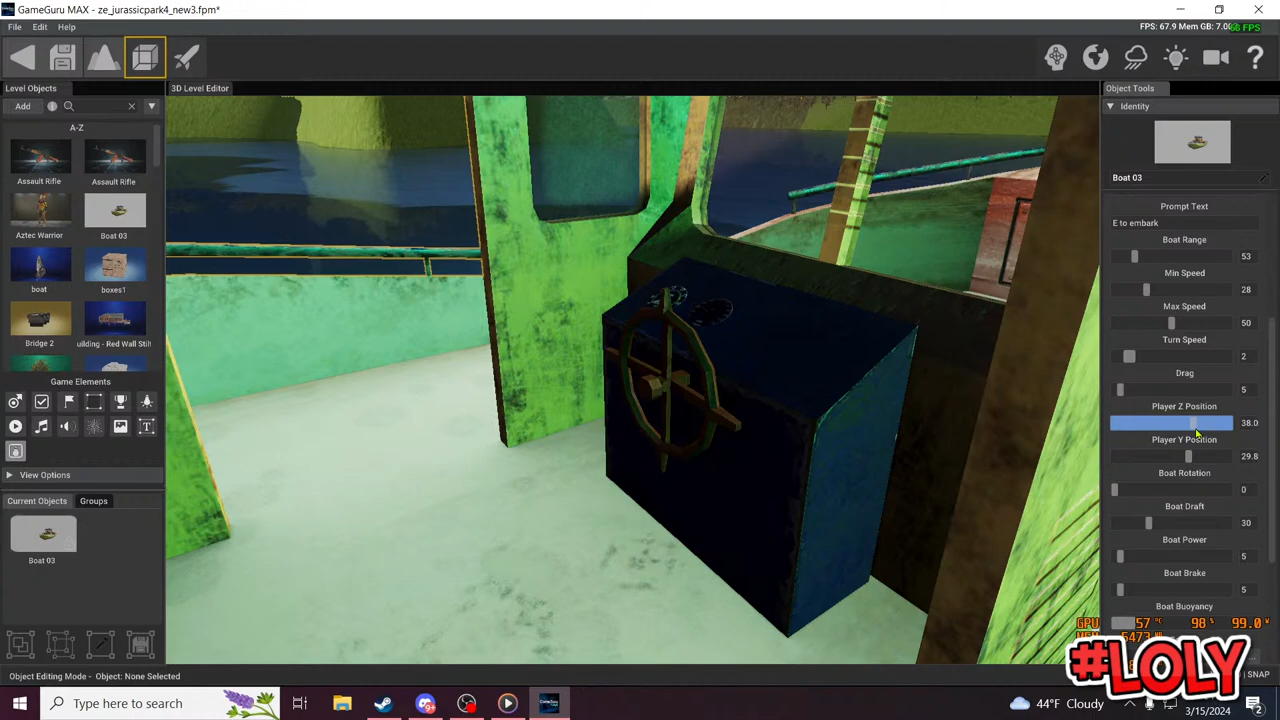 GameGuru MAX - ze_jurassicpark4_new3.fpm*
File Edit Help
FPS: 67.9 Mem GB: 7.00
68 FPS
Level Objects
3D Level Editor
Object Tools
Add
Identity
A-Z
Assault Rifle
Assault Rifle
Aztec Warrior
Boat 03
boat
boxes1
Bridge 2
uilding - Red Wall Stil
Game Elements
View Options
Current Objects
Groups
Boat 03
Boat 03
Prompt Text
E to embark
Boat Range
53
Min Speed
28
Max Speed
50
Turn Speed
2
Drag
5
Player Z Position
38.0
Player Y Position
29.8
Boat Rotation
0
Boat Draft
30
Boat Power
5
Boat Brake
5
Boat Buoyancy
GPU 57 °C 98 % 99.0 W
#LOLY
Object Editing Mode - Object: None Selected
| SNAP
Type here to search
44°F Cloudy
3/15/2024
2